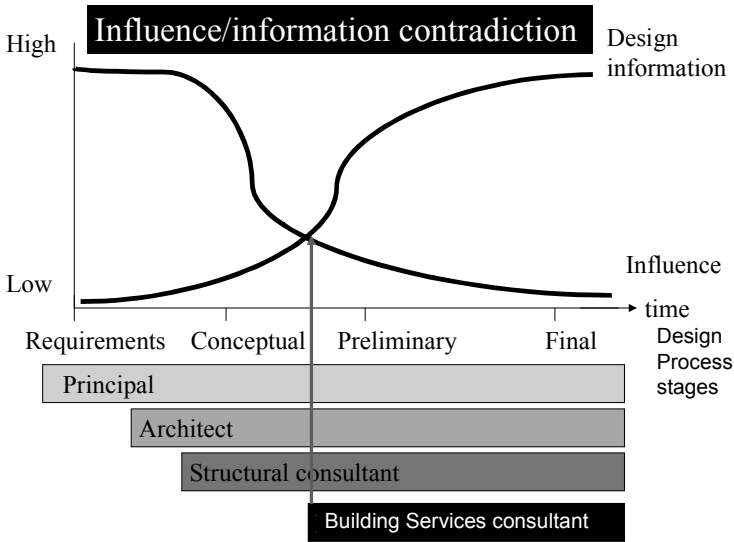 Influence/information contradiction
High
Design
information
Low
Influence
time
Requirements Conceptual Preliminary Final
Design
Process
stages
Principal
Architect
Structural consultant
Building Services consultant